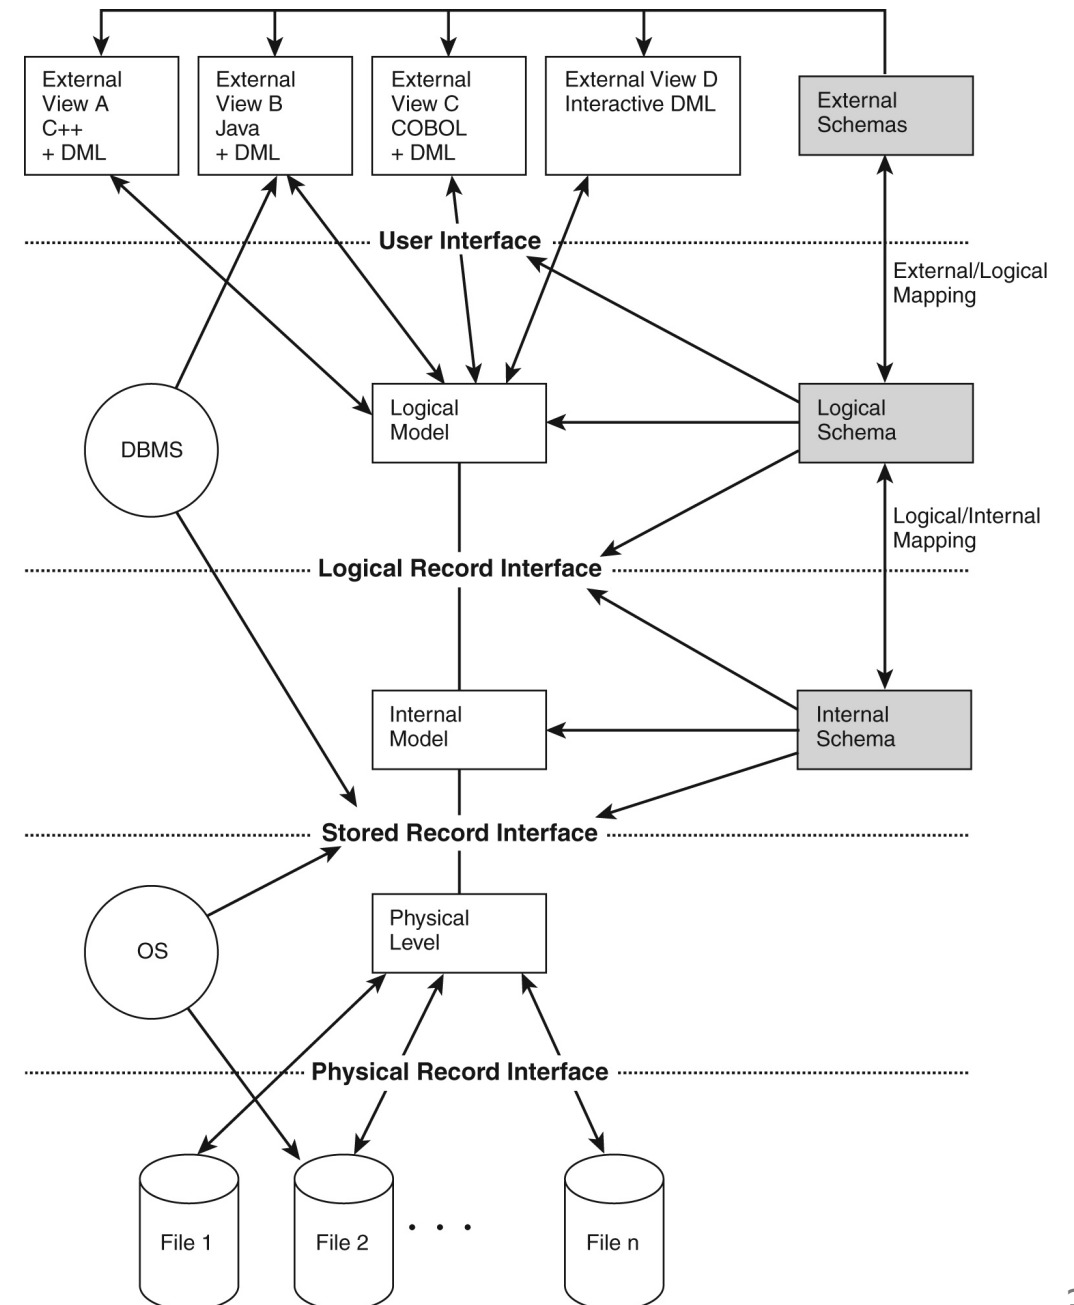 External
View A
C++
+ DML
External
View B
Java
+ DML
External
View C
COBOL
+ DML
External View D
Interactive DML
External
Schemas
User Interface
External/Logical
Mapping
Logical
Model
Logical
Schema
DBMS
Logical/Internal
Mapping
Logical Record Interface
Internal
Model
Internal
Schema
Stored Record Interface
Physical
Level
OS
Physical Record Interface
File 1
File 2
. . .
File n